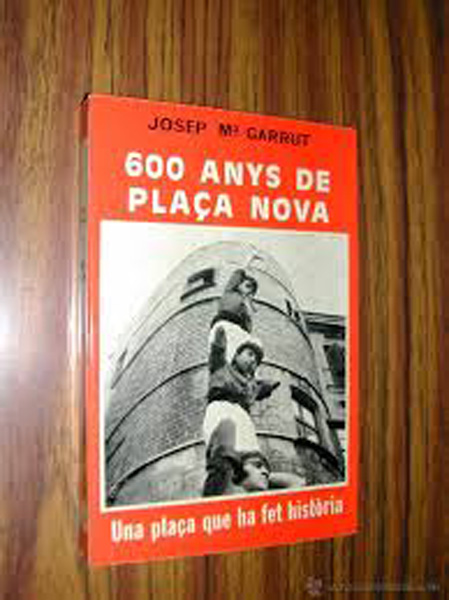 JOSEP Mª GARRUT
600 ANYS DE
PLAÇA NOVA
Una plaça que ha fet història